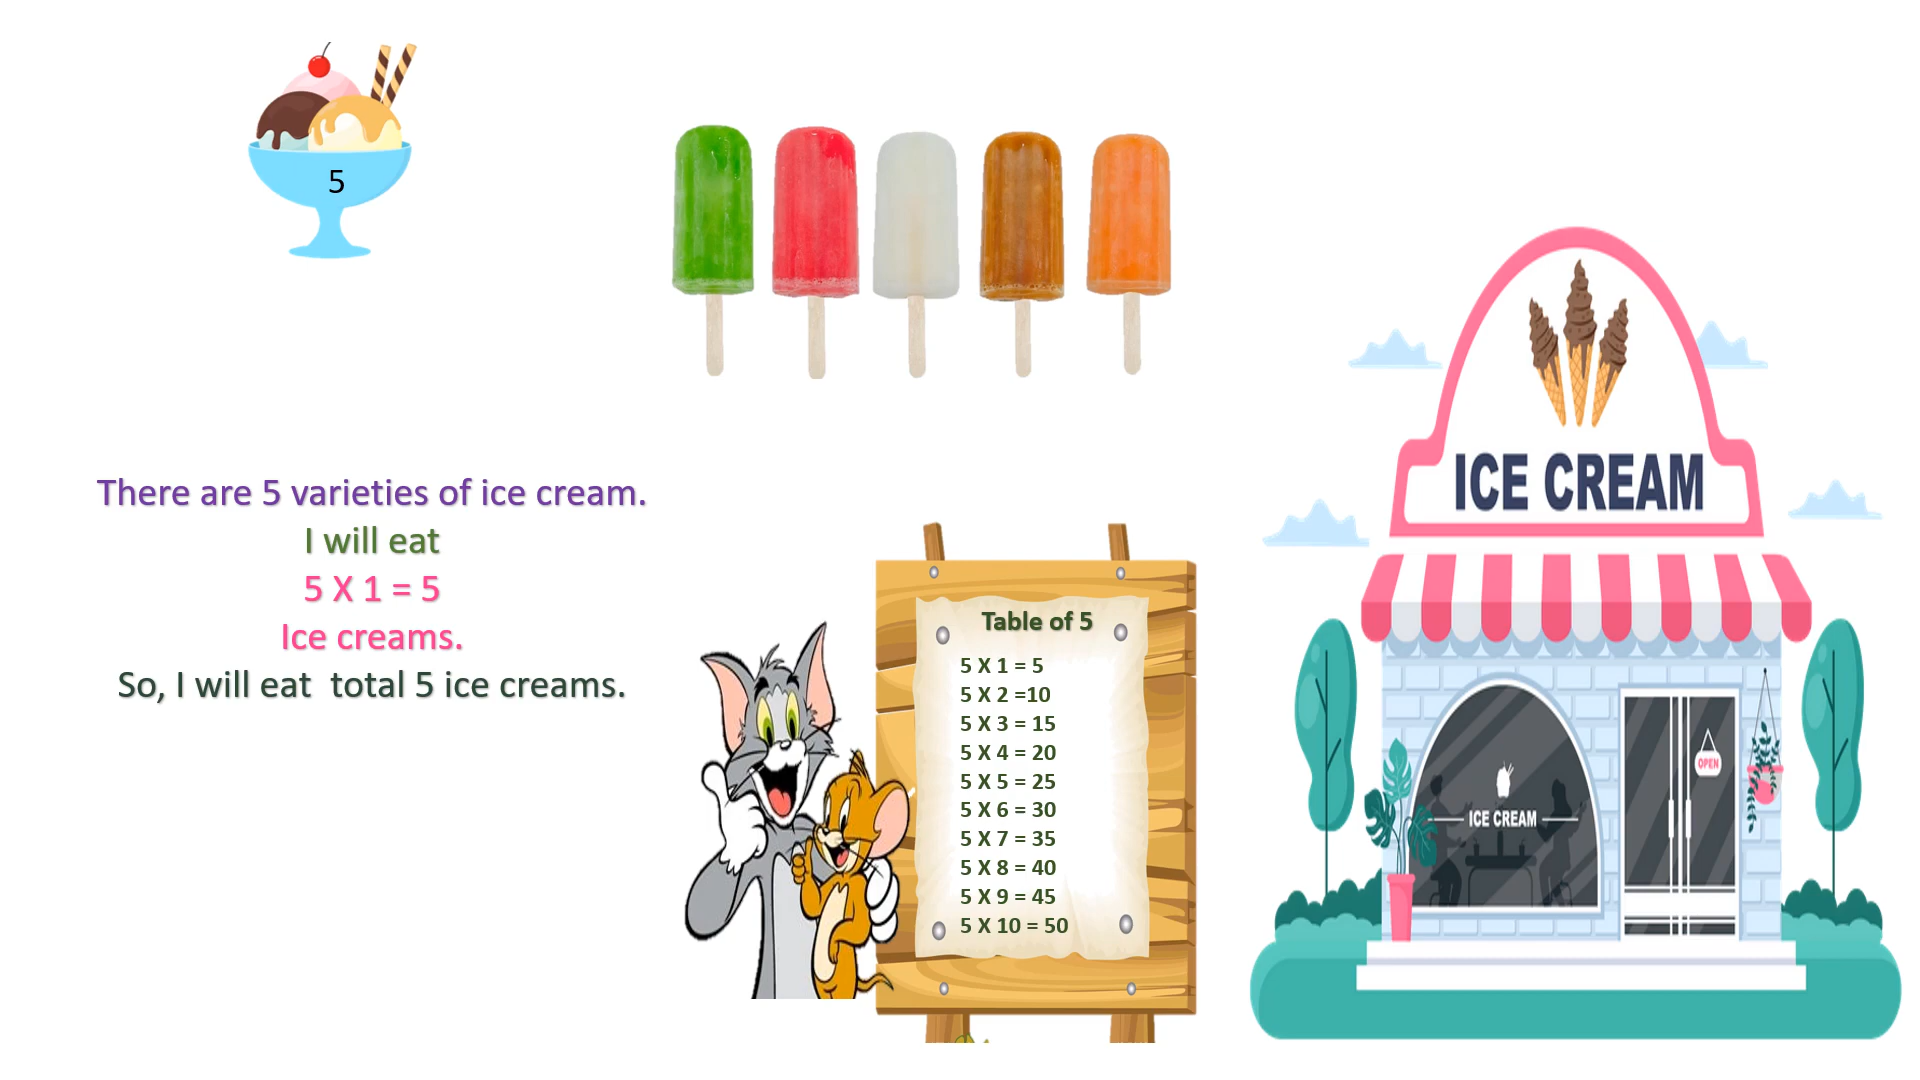 5
There are 5 varieties of ice cream.
I will eat
5 X 1 = 5
Ice creams.
So, I will eat  total 5 ice creams.
Table of 5
5 X 1 = 5
5 X 2 =10
5 X 3 = 15
5 X 4 = 20
5 X 5 = 25
5 X 6 = 30
5 X 7 = 35
5 X 8 = 40
5 X 9 = 45
5 X 10 = 50
ICE CREAM
OPEN
ICE CREAM